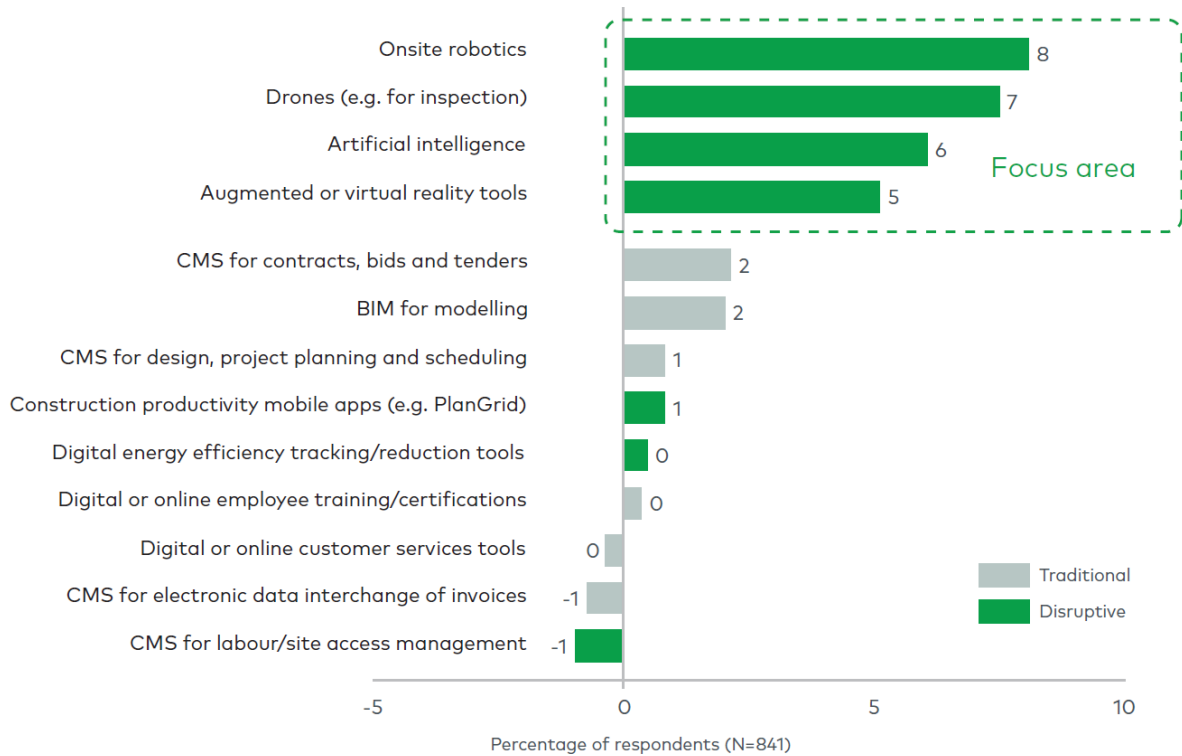 Onsite robotics 8
Drones (e.g. for inspection) 7
Artificial intelligence 6
Focus area
Augmented or virtual reality tools 5
CMS for contracts, bids and tenders 2
BIM for modelling 2
CMS for design, project planning and scheduling 1
Construction productivity mobile apps (e.g. PlanGrid) 1
Digital energy efficiency tracking/reduction tools 0
Digital or online employee training/certifications 0
Digital or online customer services tools 0
CMS for electronic data interchange of invoices -1
CMS for labour/site access management -1
Traditional
Disruptive
-5 0 5 10
Percentage of respondents (N=841)